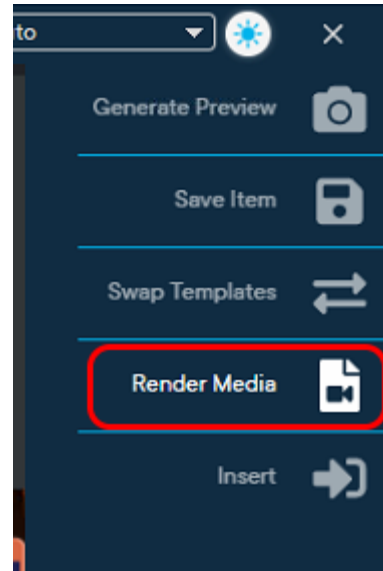 to
Generate Preview
Save Item
Swap Templates
Render Media
Insert